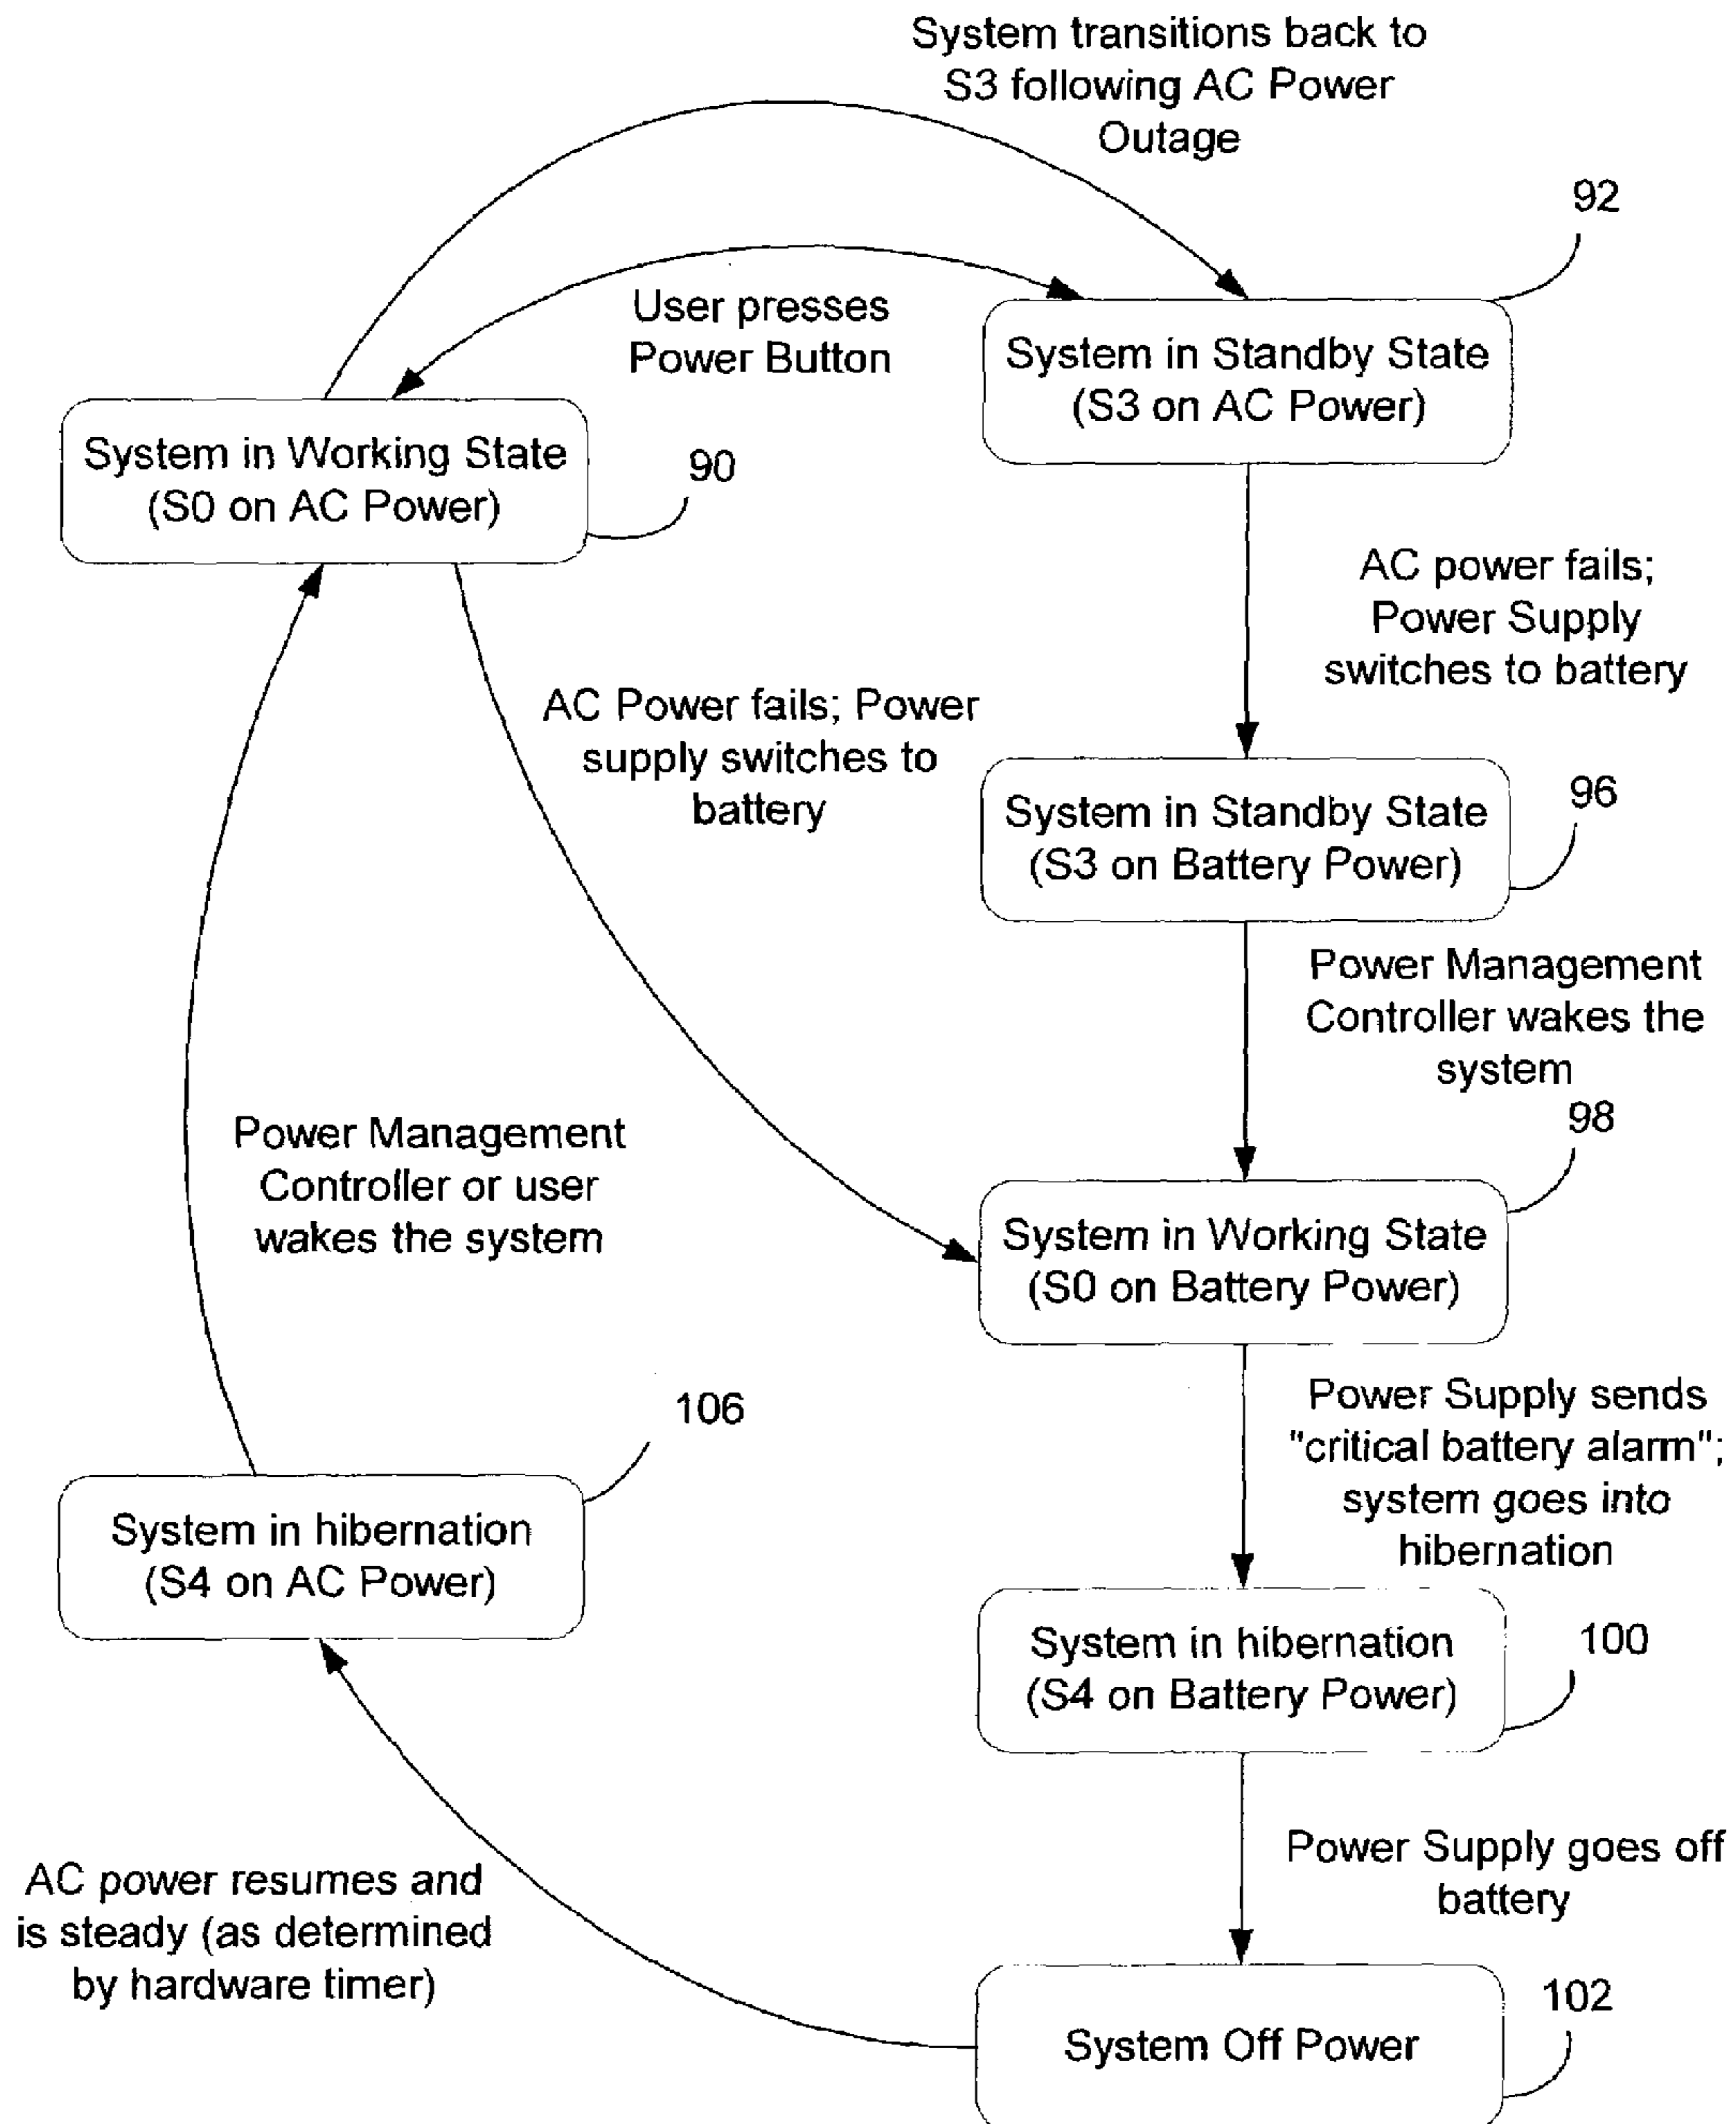 System transitions back to
S3 following AC Power
Outage
92
User presses
Power Button
System in Standby State
(S3 on AC Power)
System in Working State
(S0 on AC Power)
90
AC power fails;
Power Supply
switches to battery
AC Power fails; Power
supply switches to
battery
System in Standby State
(S3 on Battery Power)
96
Power Management
Controller wakes the
system
98
Power Management
Controller or user
wakes the system
System in Working State
(S0 on Battery Power)
Power Supply sends
"critical battery alarm";
system goes into
hibernation
106
System in hibernation
(S4 on AC Power)
System in hibernation
(S4 on Battery Power)
100
Power Supply goes off
battery
AC power resumes and
is steady (as determined
by hardware timer)
102
System Off Power